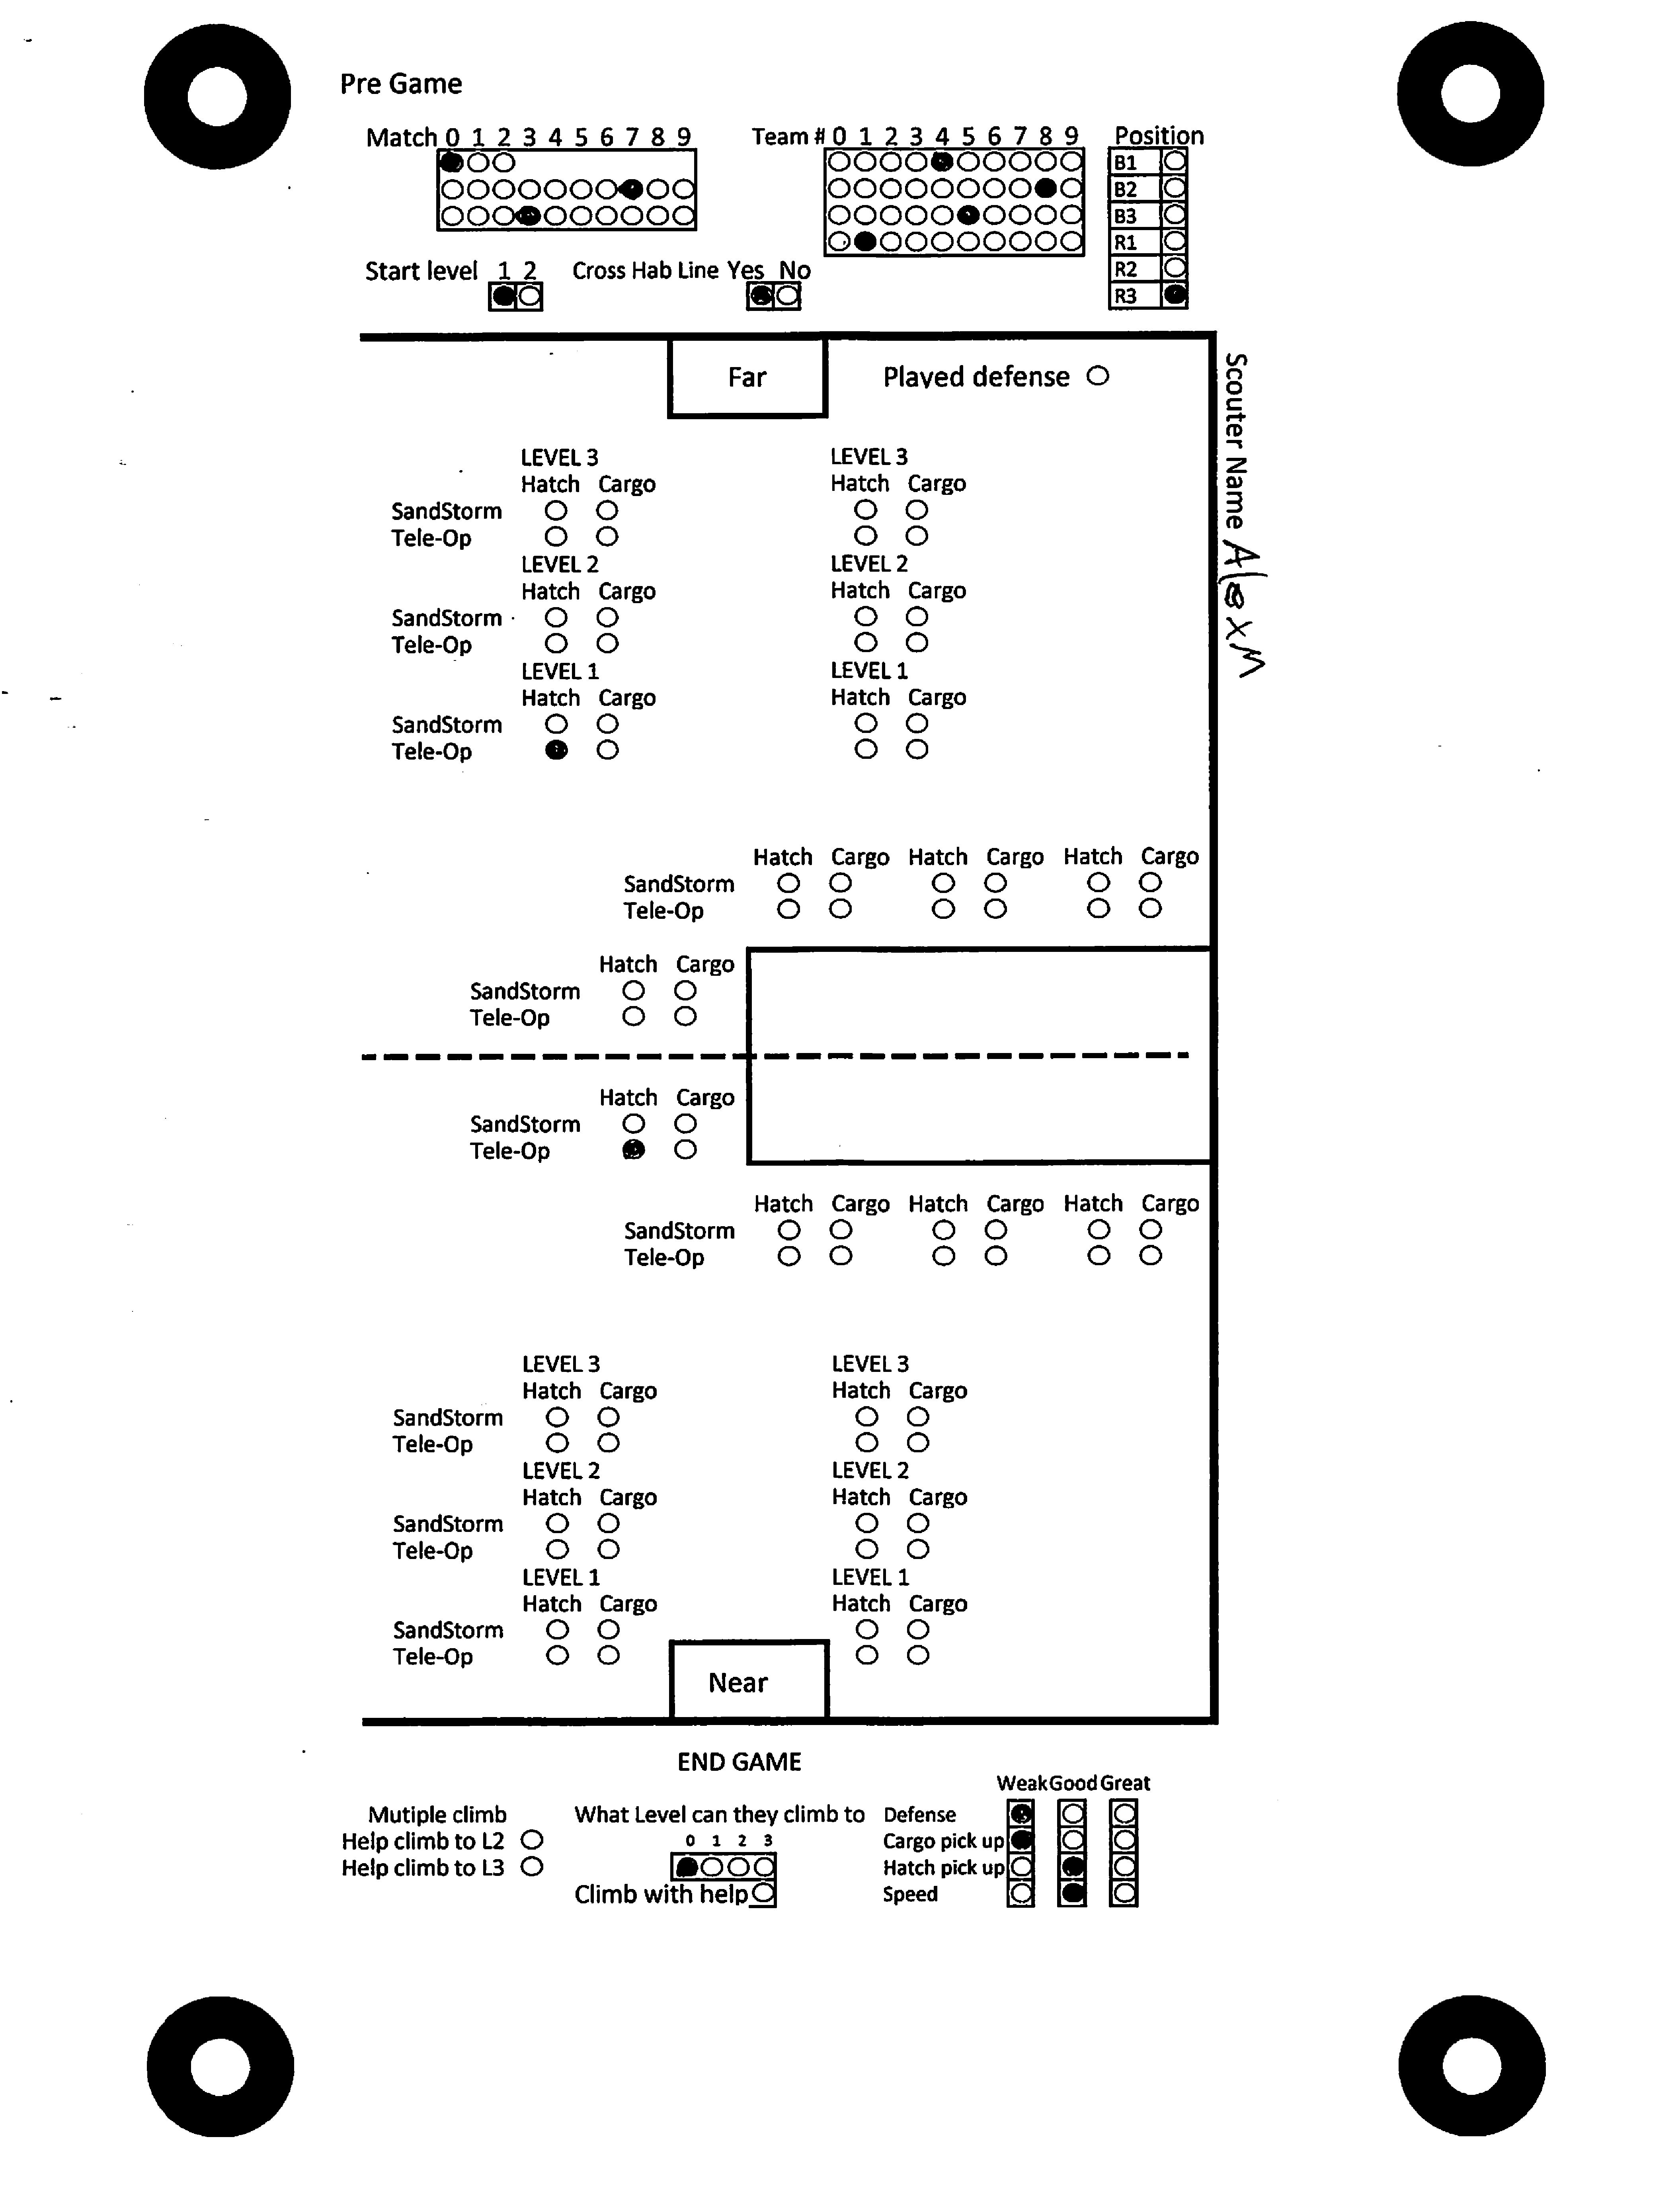 Pre Game
Match 0 1 2 3 4 5 6 7 8 9
Team # 0 1 2 3 4 5 6 7 8 9
Position
B1
B2
B3
R1
R2
R3
Start level 1 2
Cross Hab Line Yes No
Far
Played defense
Scouter Name Alex M
LEVEL 3 LEVEL 3
Hatch Cargo Hatch Cargo
SandStorm
Tele-Op
LEVEL 2 LEVEL 2
Hatch Cargo Hatch Cargo
SandStorm
Tele-Op
LEVEL 1 LEVEL 1
Hatch Cargo Hatch Cargo
SandStorm
Tele-Op
Hatch Cargo Hatch Cargo Hatch Cargo
SandStorm
Tele-Op
Hatch Cargo
SandStorm
Tele-Op
Hatch Cargo
SandStorm
Tele-Op
Hatch Cargo Hatch Cargo Hatch Cargo
SandStorm
Tele-Op
LEVEL 3 LEVEL 3
Hatch Cargo Hatch Cargo
SandStorm
Tele-Op
LEVEL 2 LEVEL 2
Hatch Cargo Hatch Cargo
SandStorm
Tele-Op
LEVEL 1 LEVEL 1
Hatch Cargo Hatch Cargo
SandStorm
Tele-Op
Near
END GAME
Mutiple climb
Help climb to L2
Help climb to L3
What Level can they climb to
0 1 2 3
Climb with help
Weak Good Great
Defense
Cargo pick up
Hatch pick up
Speed